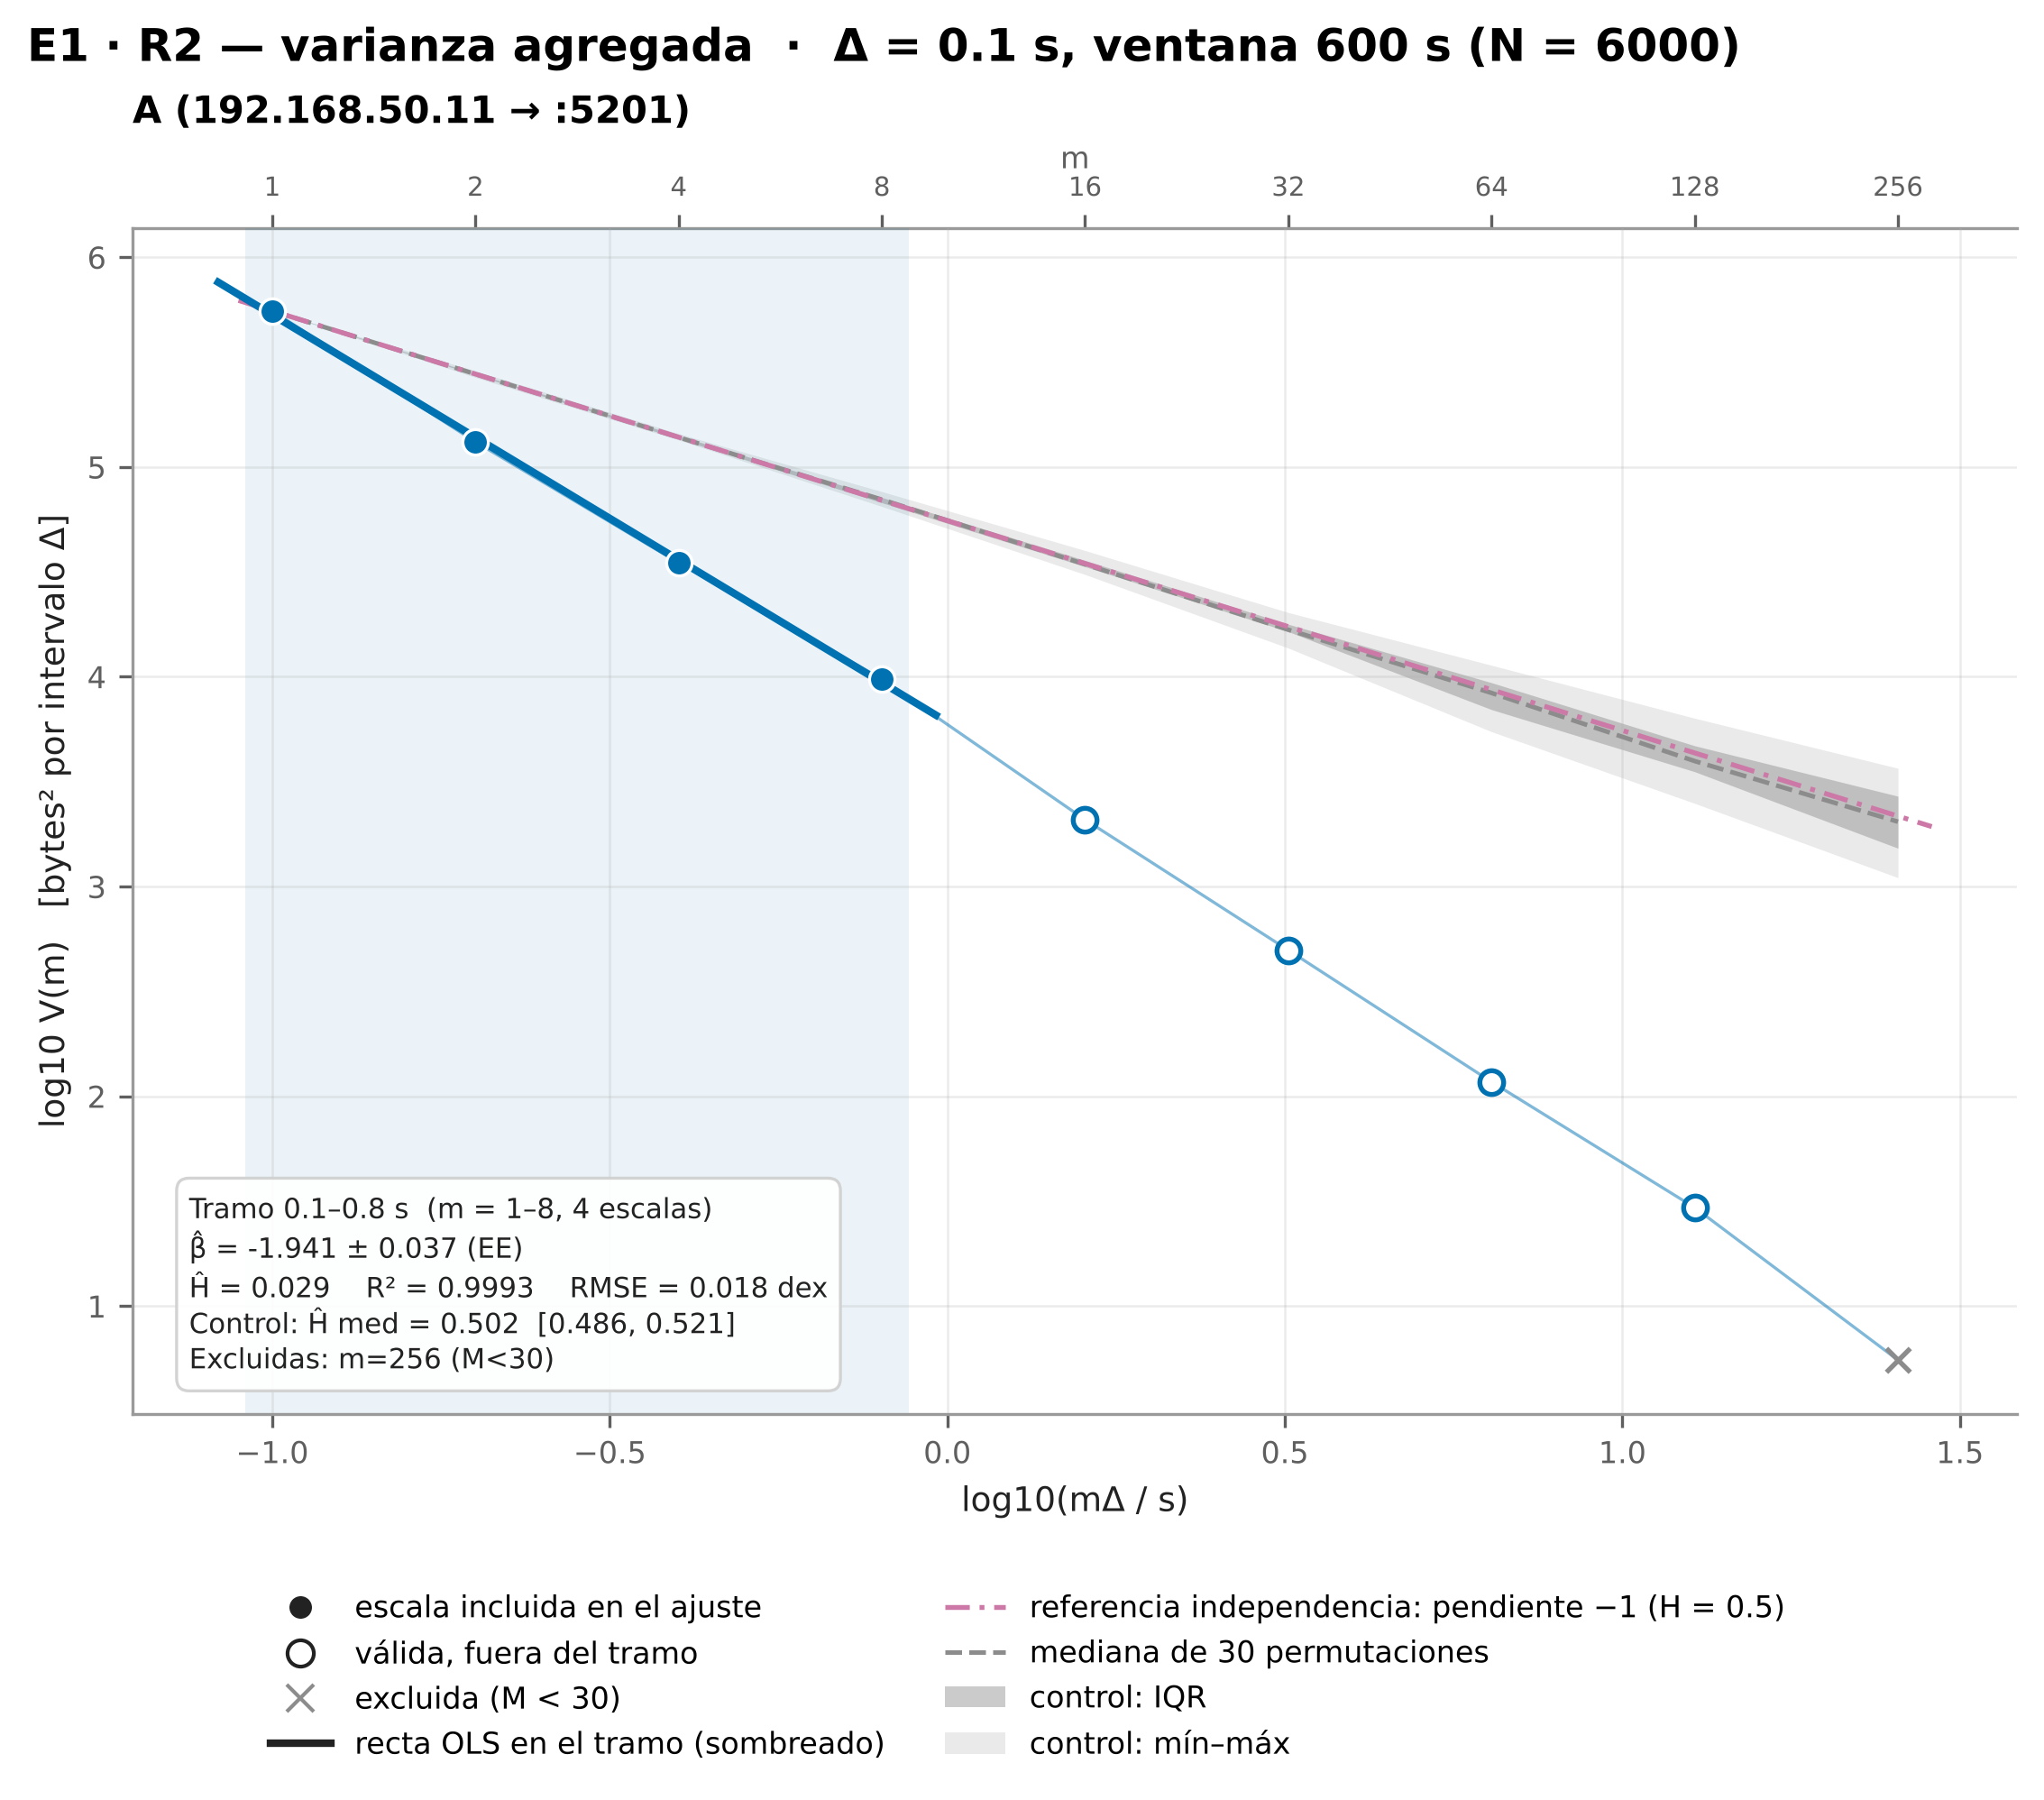 E1 · R2 — varianza agregada · Δ = 0.1 s, ventana 600 s (N = 6000)
A (192.168.50.11 → :5201)
m
1 2 4 8 16 32 64 128 256
6
5
4
3
2
1
log10 V(m) [bytes² por intervalo Δ]
Tramo 0.1–0.8 s (m = 1–8, 4 escalas)
β̂ = -1.941 ± 0.037 (EE)
Ĥ = 0.029 R² = 0.9993 RMSE = 0.018 dex
Control: Ĥ med = 0.502 [0.486, 0.521]
Excluidas: m=256 (M<30)
−1.0 −0.5 0.0 0.5 1.0 1.5
log10(mΔ / s)
escala incluida en el ajuste
válida, fuera del tramo
excluida (M < 30)
recta OLS en el tramo (sombreado)
referencia independencia: pendiente −1 (H = 0.5)
mediana de 30 permutaciones
control: IQR
control: mín–máx